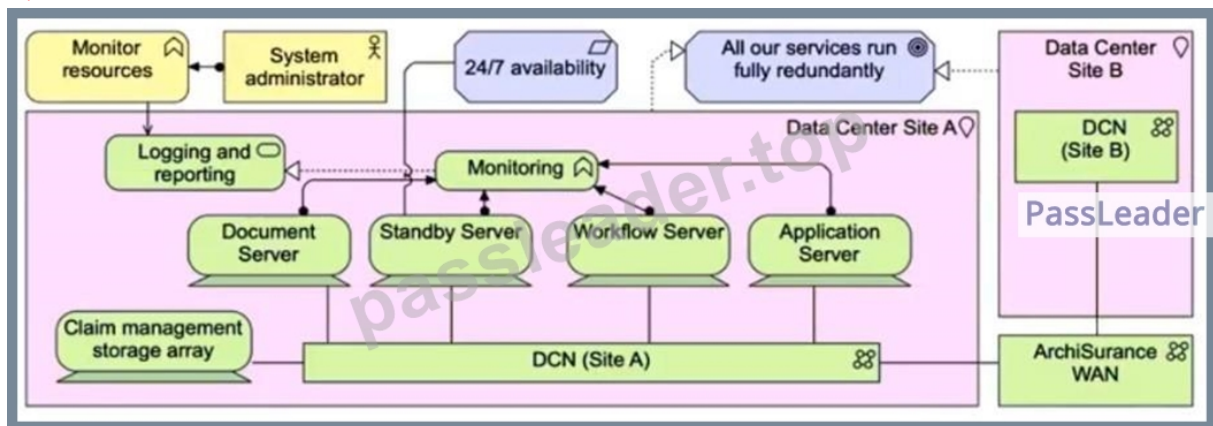 Monitor
resources
System
administrator
24/7 availability
All our services run
fully redundantly
Data Center
Site B
Data Center Site A
DCN
(Site B)
Logging and
reporting
Monitoring
PassLeader
Document
Server
Standby Server
Workflow Server
Application
Server
passleader.top
Claim management
storage array
DCN (Site A)
ArchiSurance
WAN